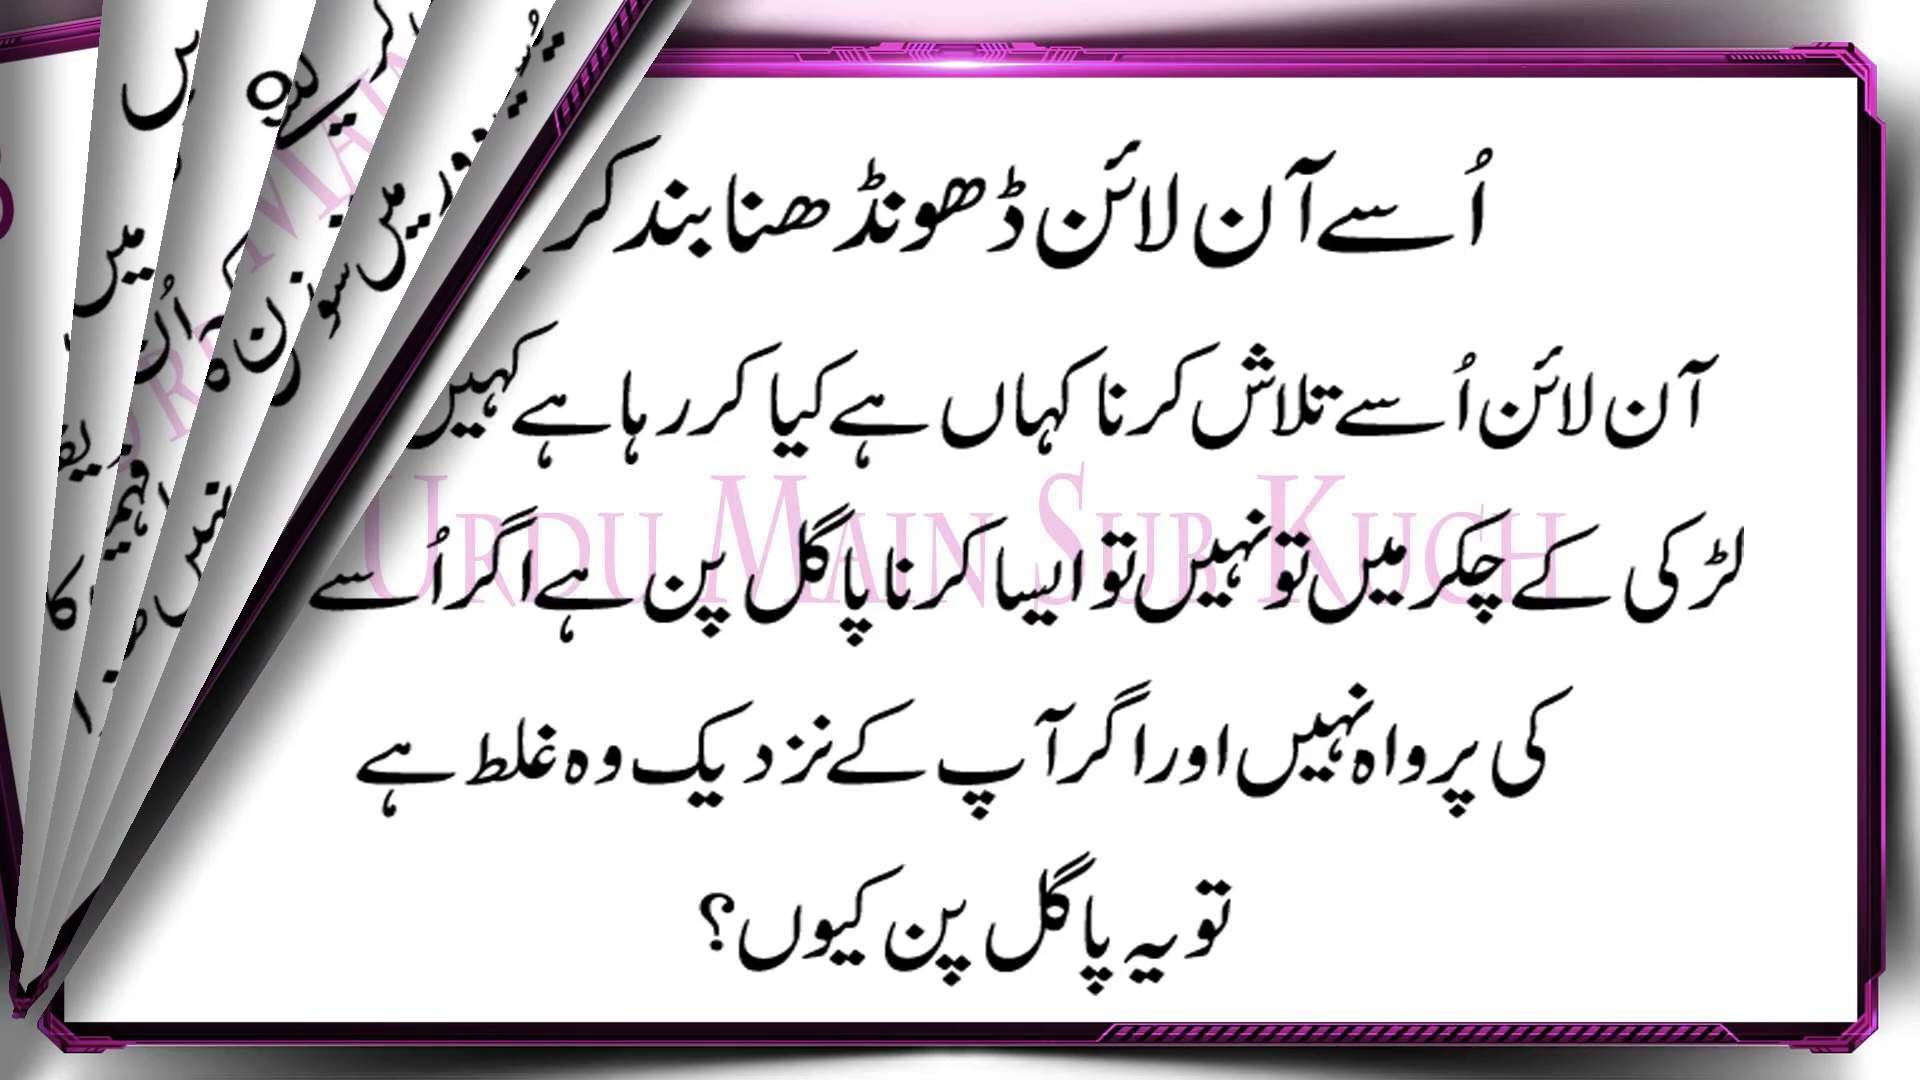 اُسے آن لائن ڈھونڈھنا بند کر
آن لائن اُسے تلاش کرنا کہاں ہے کیا کر رہا ہے کہیں
لڑکی کے چکر میں تو نہیں تو ایسا کرنا پاگل پن ہے اگر اُسے
کی پرواہ نہیں اور اگر آپ کے نزدیک وہ غلط ہے
تو یہ پاگل پن کیوں؟
URDU MAIN SUB KUCH